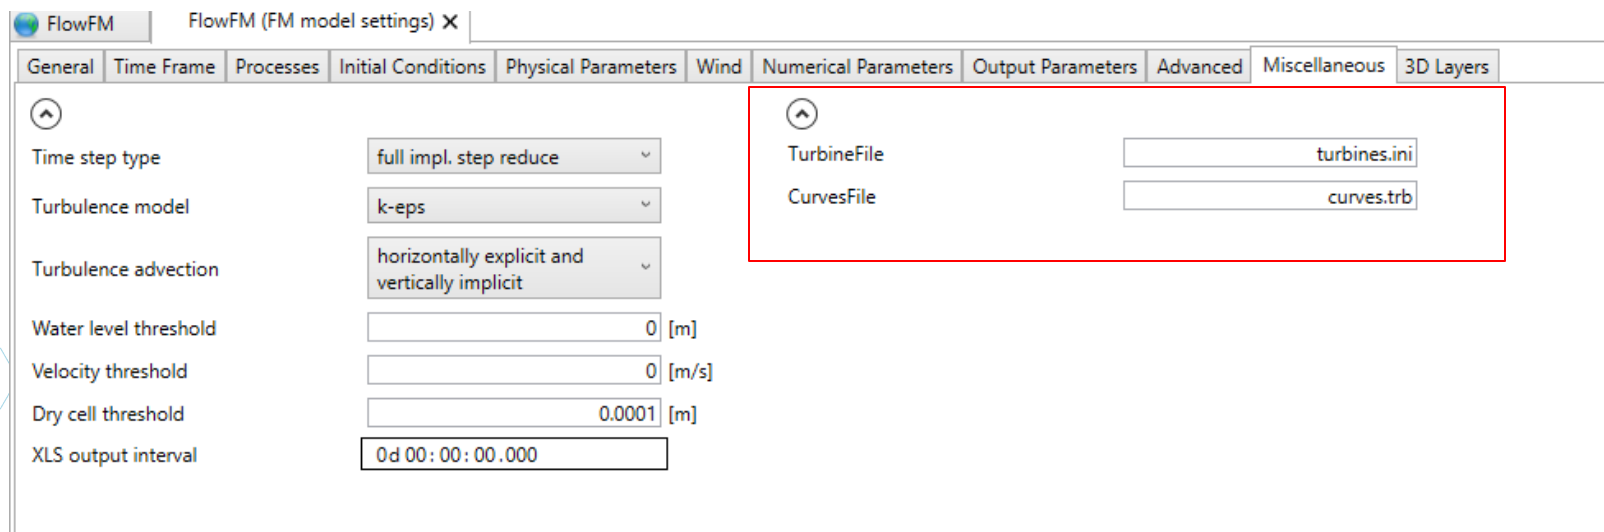 FlowFM
FlowFM (FM model settings)
General Time Frame Processes Initial Conditions Physical Parameters Wind Numerical Parameters Output Parameters Advanced Miscellaneous 3D Layers
Time step type full impl. step reduce
Turbulence model k-eps
Turbulence advection horizontally explicit and
vertically implicit
Water level threshold 0 [m]
Velocity threshold 0 [m/s]
Dry cell threshold 0.0001 [m]
XLS output interval 0d 00:00:00.000
TurbineFile turbines.ini
CurvesFile curves.trb